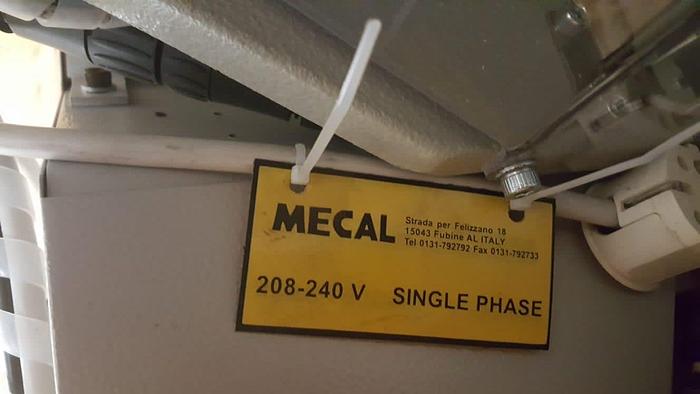 MECAL
Strada per Felizzano 18
15043 Fubine AL ITALY
Tel 0131-792792 Fax 0131-792733
208-240 V SINGLE PHASE